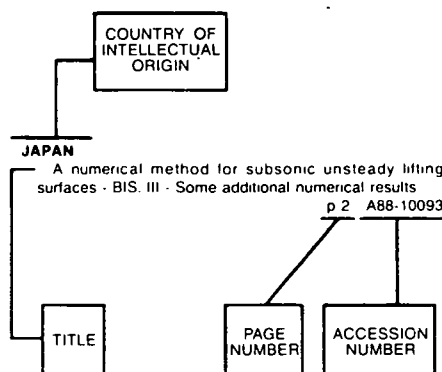 COUNTRY OF
INTELLECTUAL
ORIGIN
JAPAN
A numerical method for subsonic unsteady lifting
surfaces - BIS. III - Some additional numerical results
p 2 A88-10093
TITLE
PAGE
NUMBER
ACCESSION
NUMBER